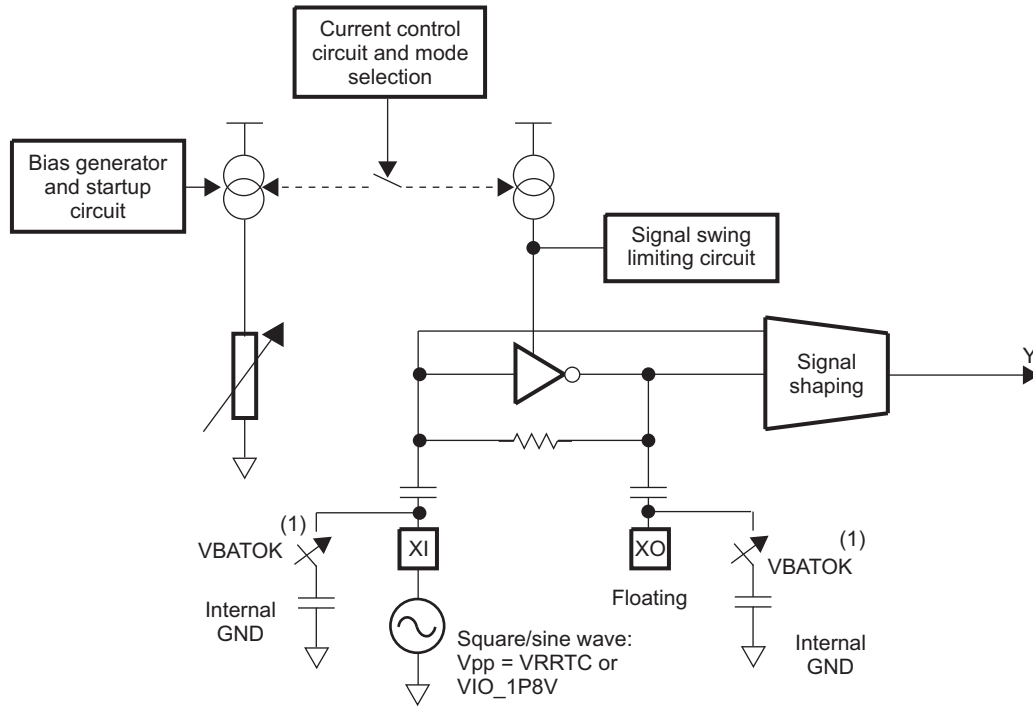 Current control
circuit and mode
selection
Bias generator
and startup
circuit
Signal swing
limiting circuit
Signal
shaping
Y
(1)
VBATOK
XI
XO
(1)
VBATOK
Floating
Internal
GND
Square/sine wave:
Vpp = VRRTC or
VIO_1P8V
Internal
GND